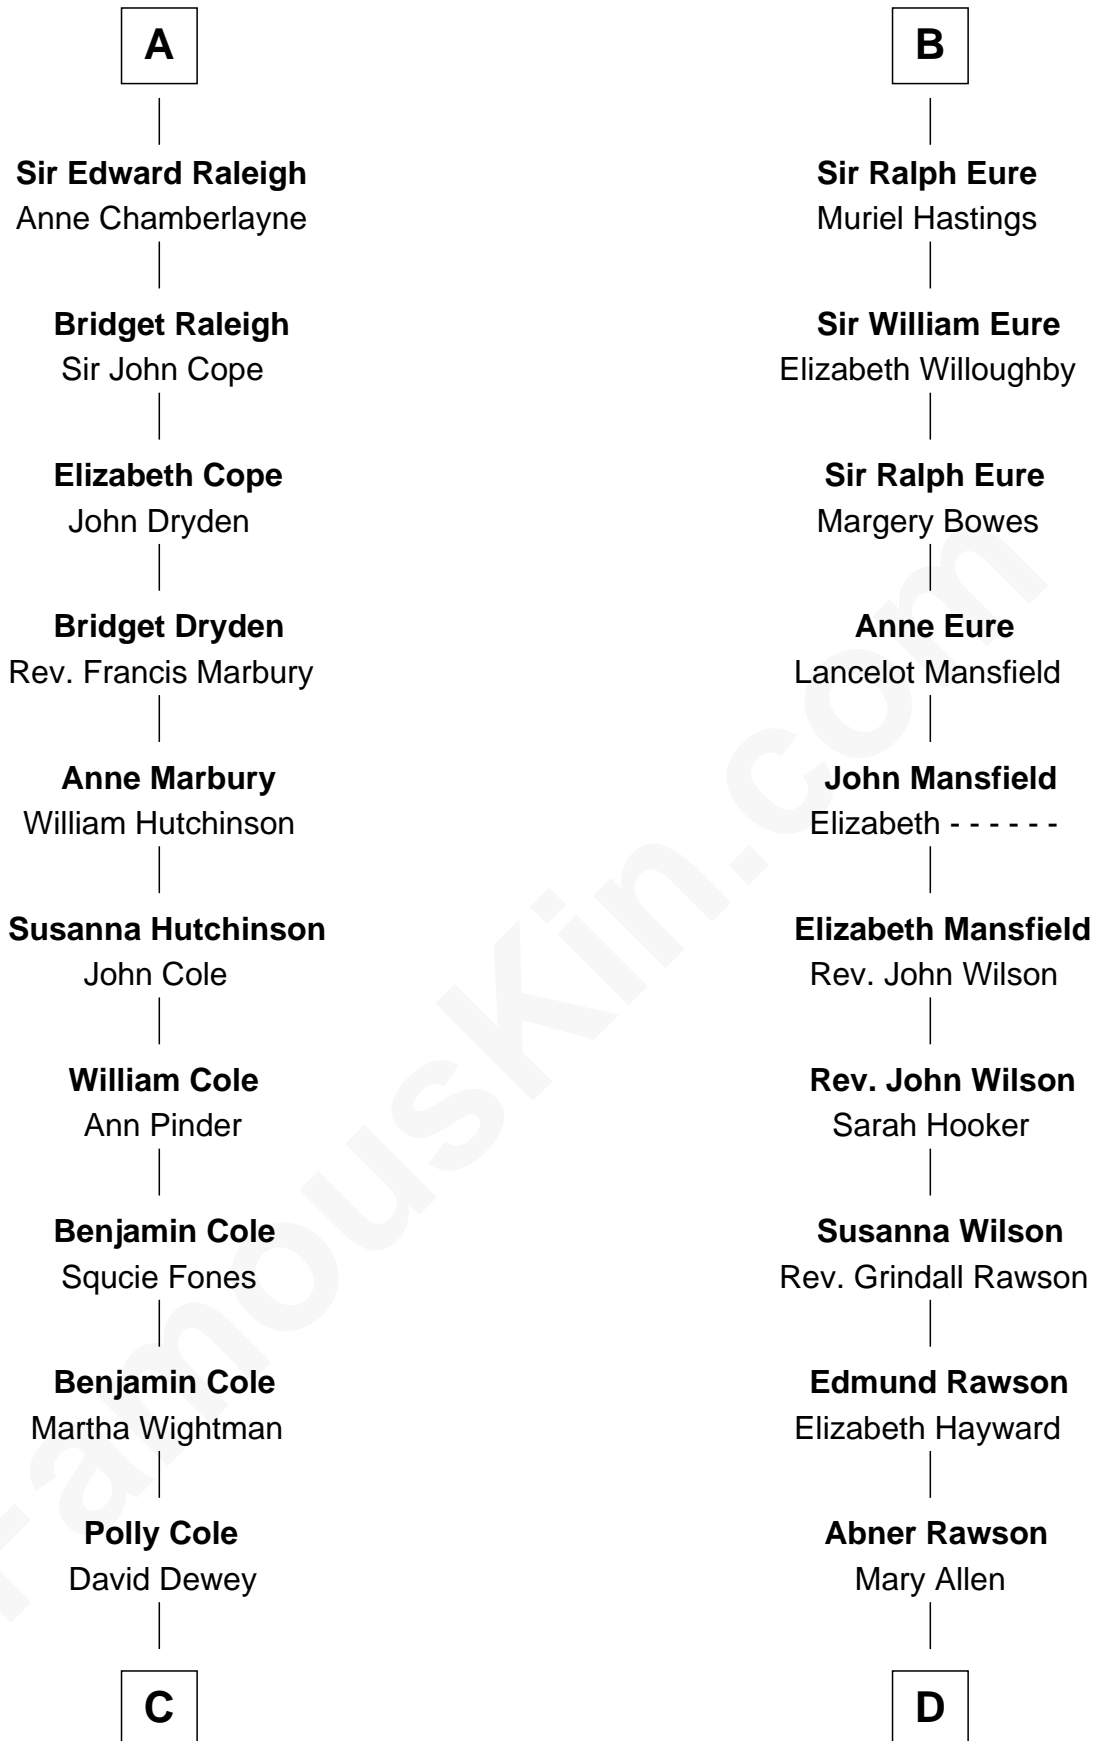 A
Sir Edward Raleigh
Anne Chamberlayne
Bridget Raleigh
Sir John Cope
Elizabeth Cope
John Dryden
Bridget Dryden
Rev. Francis Marbury
Anne Marbury
William Hutchinson
Susanna Hutchinson
John Cole
William Cole
Ann Pinder
Benjamin Cole
Squcie Fones
Benjamin Cole
Martha Wightman
Polly Cole
David Dewey
C
B
Sir Ralph Eure
Muriel Hastings
Sir William Eure
Elizabeth Willoughby
Sir Ralph Eure
Margery Bowes
Anne Eure
Lancelot Mansfield
John Mansfield
Elizabeth - - - - - -
Elizabeth Mansfield
Rev. John Wilson
Rev. John Wilson
Sarah Hooker
Susanna Wilson
Rev. Grindall Rawson
Edmund Rawson
Elizabeth Hayward
Abner Rawson
Mary Allen
D
FamousKin.com